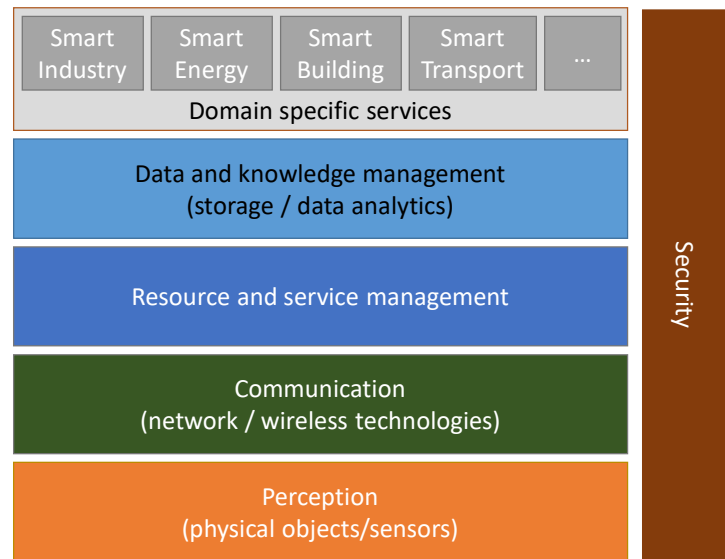 Smart
Industry
Smart
Energy
Smart
Building
Smart
Transport
...
Domain specific services
Data and knowledge management
(storage / data analytics)
Resource and service management
Communication
(network / wireless technologies)
Perception
(physical objects/sensors)
Security